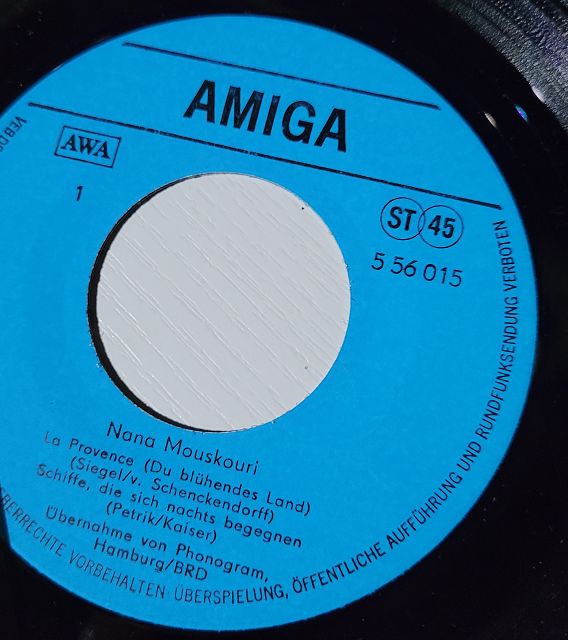 AMIGA
AWA
1
ST 45
5 56 015
Nana Mouskouri
La Provence (Du blühendes Land)
(Siegel/v. Schenckendorff)
Schiffe, die sich nachts begegnen
(Petrik/Kaiser)
Übernahme von Phonogram,
Hamburg/BRD
VORBEHALTEN · ÜBERSPIELUNG, ÖFFENTLICHE AUFFÜHRUNG UND RUNDFUNKSENDUNG VERBOTEN